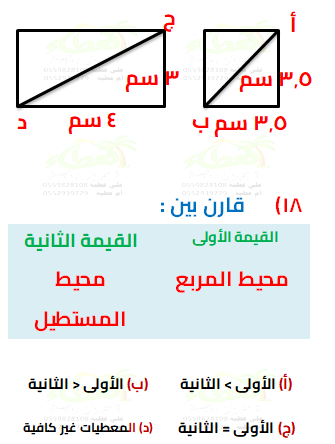 أ
ج
٣,٥ سم
٣ سم
ب
٣,٥ سم
د
٤ سم
١٨) قارن بين :
القيمة الأولى
القيمة الثانية
محيط المربع
محيط
المستطيل
(أ) الأولى > الثانية
(ب) الأولى < الثانية
(ج) الأولى = الثانية
(د) المعطيات غير كافية